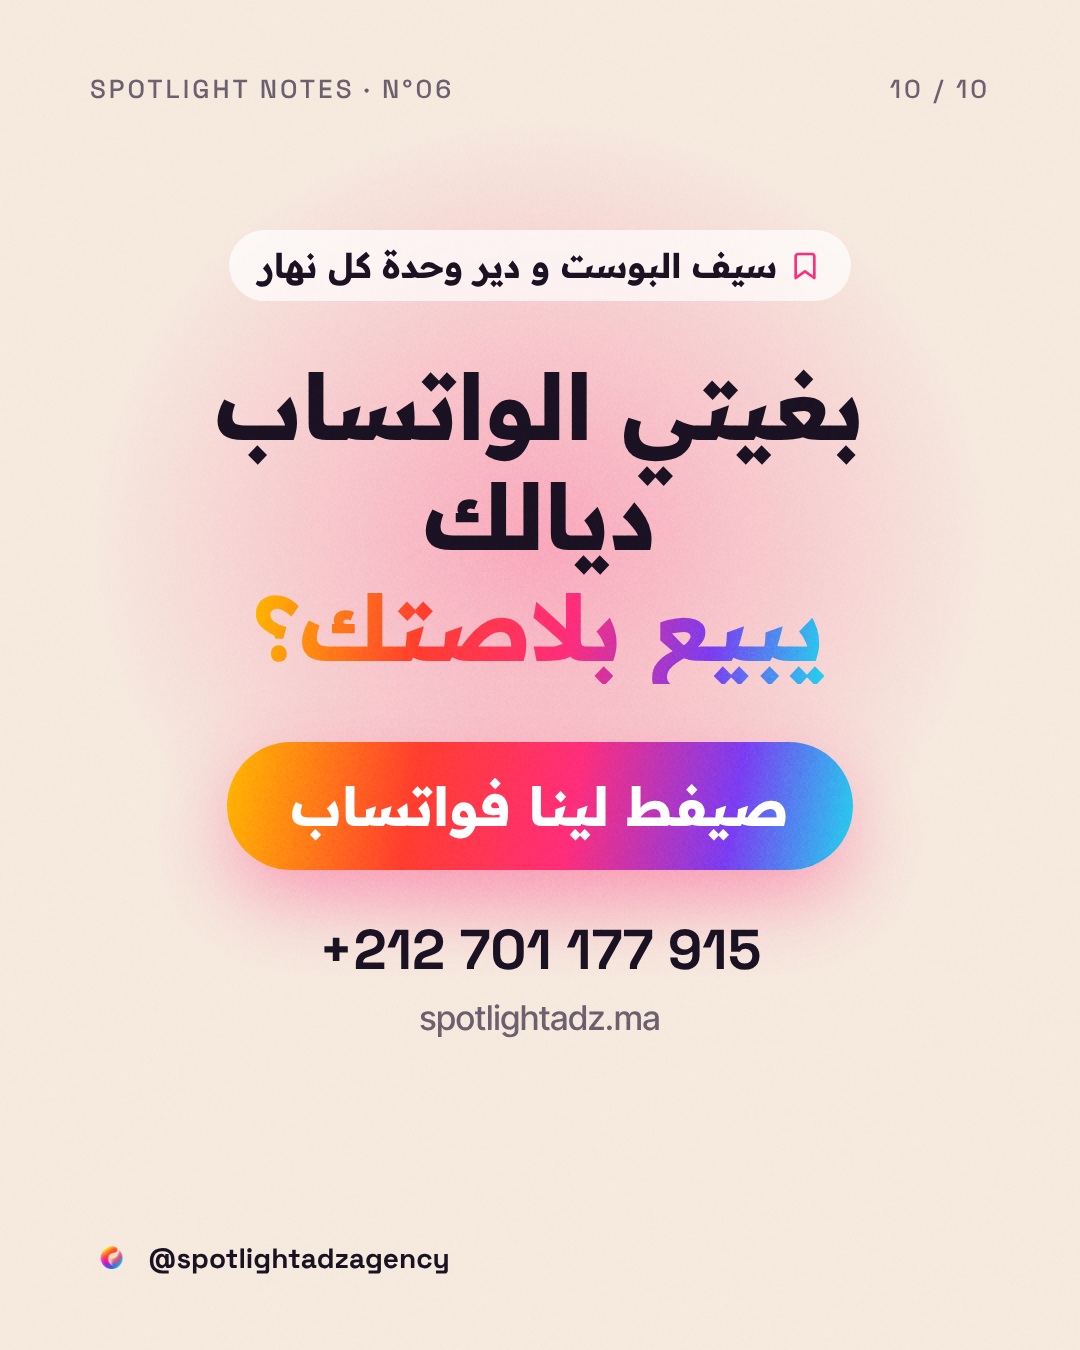 SPOTLIGHT NOTES · N°06
10 / 10
سيف البوست و دير وحدة كل نهار
بغيتي الواتساب
ديالك
يبيع بلاصتك؟
صيفط لينا فواتساب
+212 701 177 915
spotlightadz.ma
@spotlightadzagency